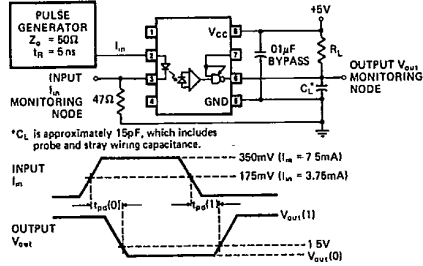 PULSE
GENERATOR
Zo = 50Ω
tR = 5 ns
Iin
INPUT
Iin
MONITORING
NODE
47Ω
1
2
3
4
VCC 8
7
6
GND 5
.01µF
BYPASS
+5V
RL
CL*
OUTPUT Vout
MONITORING
NODE
*CL is approximately 15pF, which includes
probe and stray wiring capacitance.
INPUT
Iin
350mV (Iin = 7.5mA)
175mV (Iin = 3.75mA)
tpd(0)
tpd(1)
OUTPUT
Vout
Vout(1)
1.5V
Vout(0)